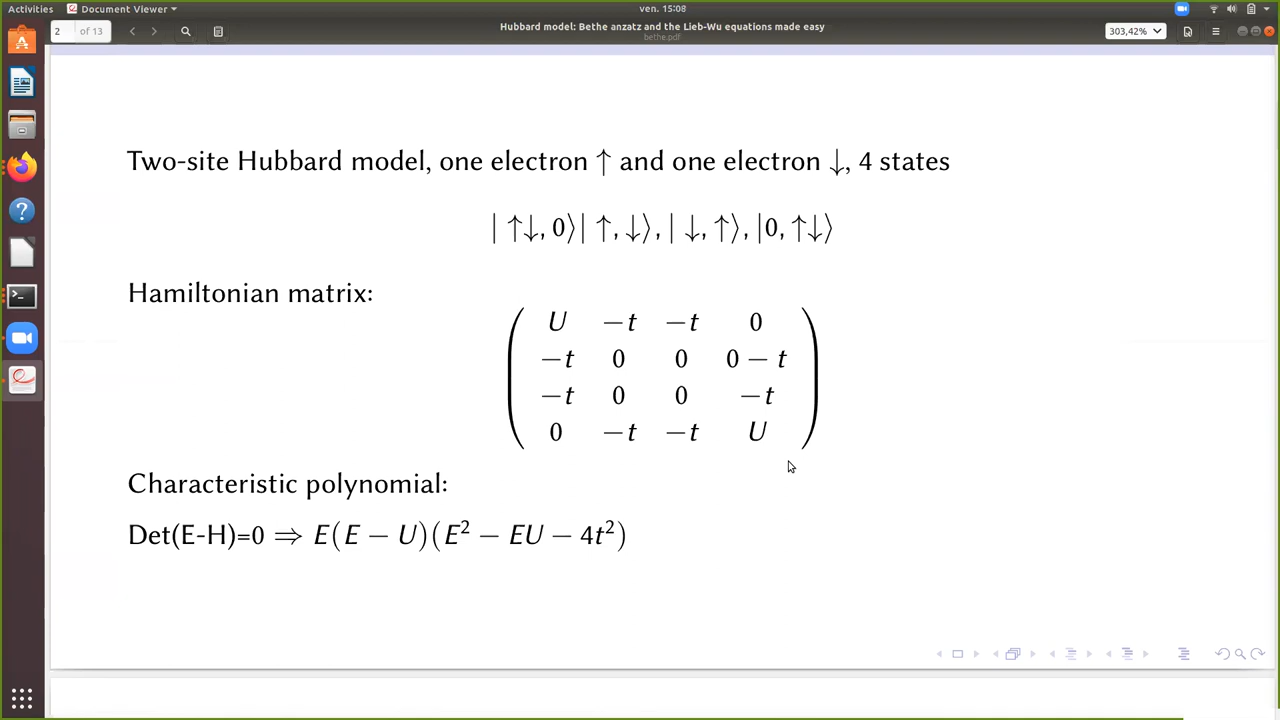 Activities Document Viewer ven. 15:08
2 of 13 Hubbard model: Bethe anzatz and the Lieb-Wu equations made easy 303,42%
bethe.pdf
Two-site Hubbard model, one electron ↑ and one electron ↓, 4 states
| ↑↓, 0⟩| ↑, ↓⟩, | ↓, ↑⟩, |0, ↑↓⟩
Hamiltonian matrix:
U −t −t 0
−t 0 0 0 − t
−t 0 0 −t
0 −t −t U
Characteristic polynomial:
Det(E-H)=0 ⇒ E(E − U)(E² − EU − 4t²)